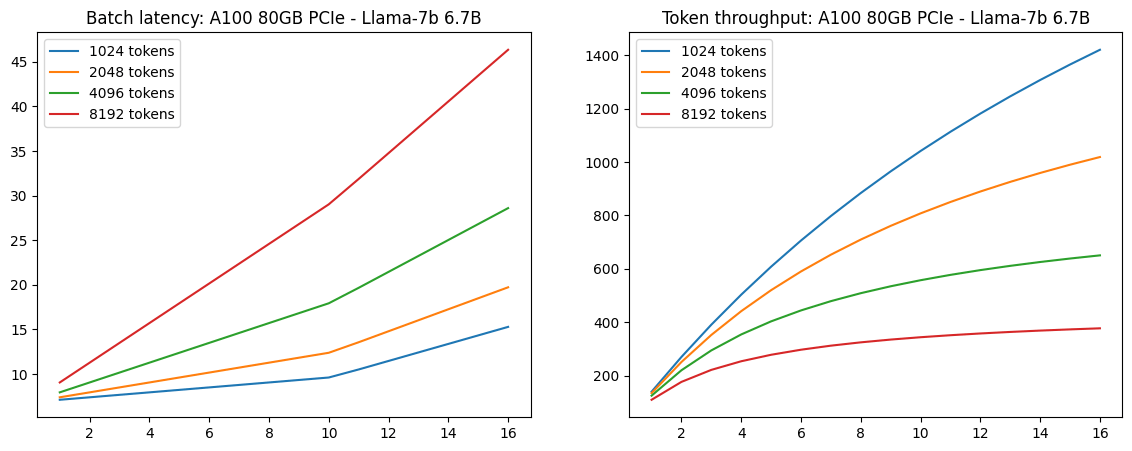 Batch latency: A100 80GB PCIe - Llama-7b 6.7B
1024 tokens
2048 tokens
4096 tokens
8192 tokens
45
40
35
30
25
20
15
10
2 4 6 8 10 12 14 16
Token throughput: A100 80GB PCIe - Llama-7b 6.7B
1024 tokens
2048 tokens
4096 tokens
8192 tokens
1400
1200
1000
800
600
400
200
2 4 6 8 10 12 14 16